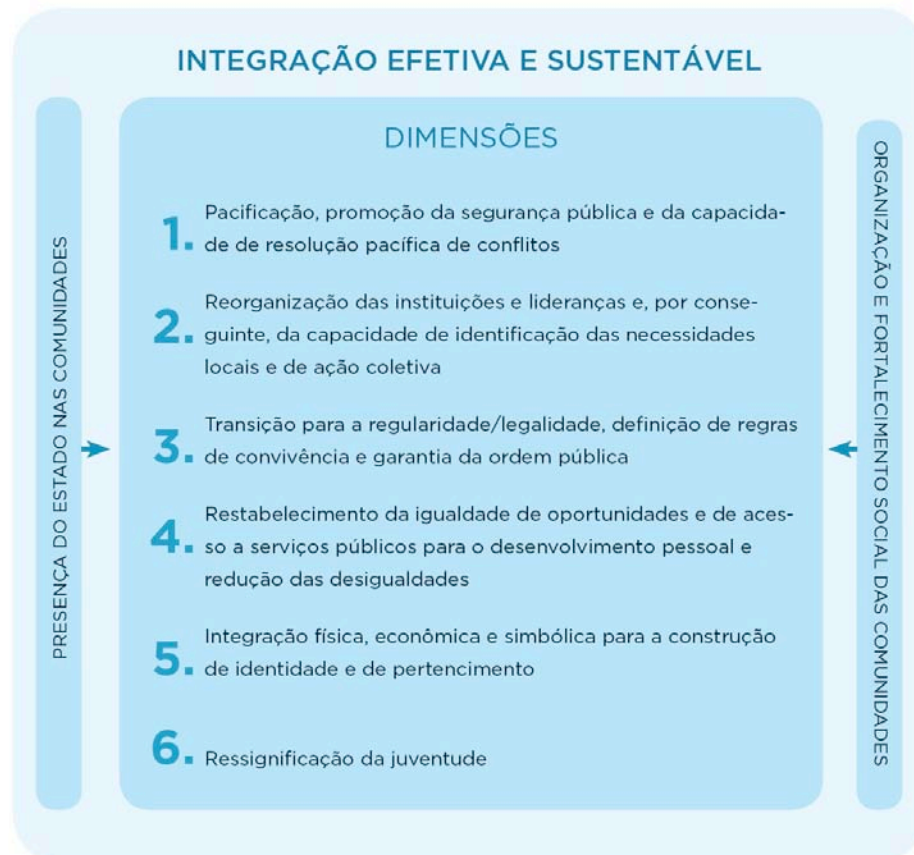 INTEGRAÇÃO EFETIVA E SUSTENTÁVEL
PRESENÇA DO ESTADO NAS COMUNIDADES
DIMENSÕES
1. Pacificação, promoção da segurança pública e da capacida-
de de resolução pacífica de conflitos
2. Reorganização das instituições e lideranças e, por conse-
guinte, da capacidade de identificação das necessidades
locais e de ação coletiva
3. Transição para a regularidade/legalidade, definição de regras
de convivência e garantia da ordem pública
4. Restabelecimento da igualdade de oportunidades e de aces-
so a serviços públicos para o desenvolvimento pessoal e
redução das desigualdades
5. Integração física, econômica e simbólica para a construção
de identidade e de pertencimento
6. Ressignificação da juventude
ORGANIZAÇÃO E FORTALECIMENTO SOCIAL DAS COMUNIDADES